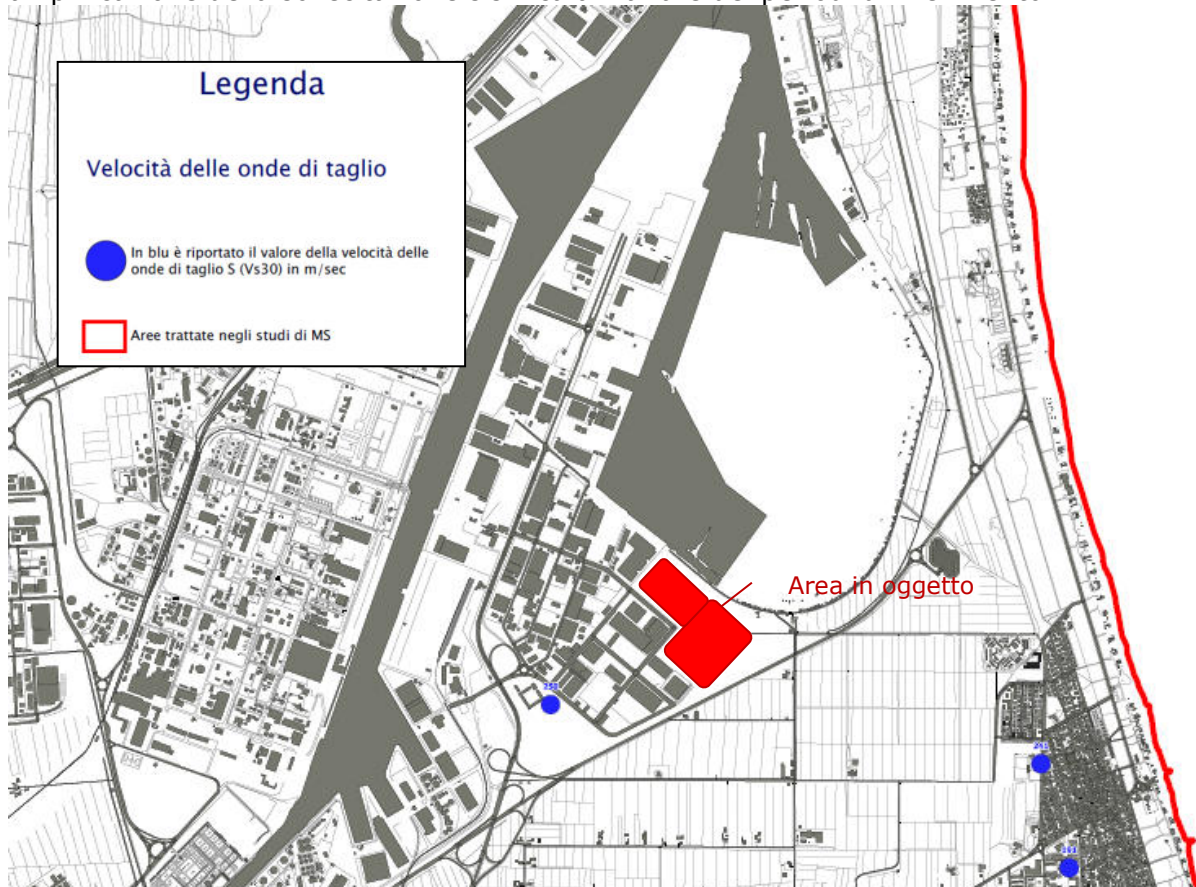 Legenda
Velocità delle onde di taglio
In blu è riportato il valore della velocità delle
onde di taglio S (Vs30) in m/sec
Aree trattate negli studi di MS
Area in oggetto